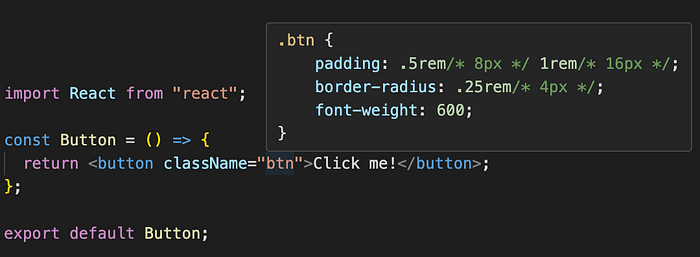 .btn {
    padding: .5rem/* 8px */ 1rem/* 16px */;
    border-radius: .25rem/* 4px */;
    font-weight: 600;
}
import React from "react";
const Button = () => {
  return <button className="btn">Click me!</button>;
};
export default Button;